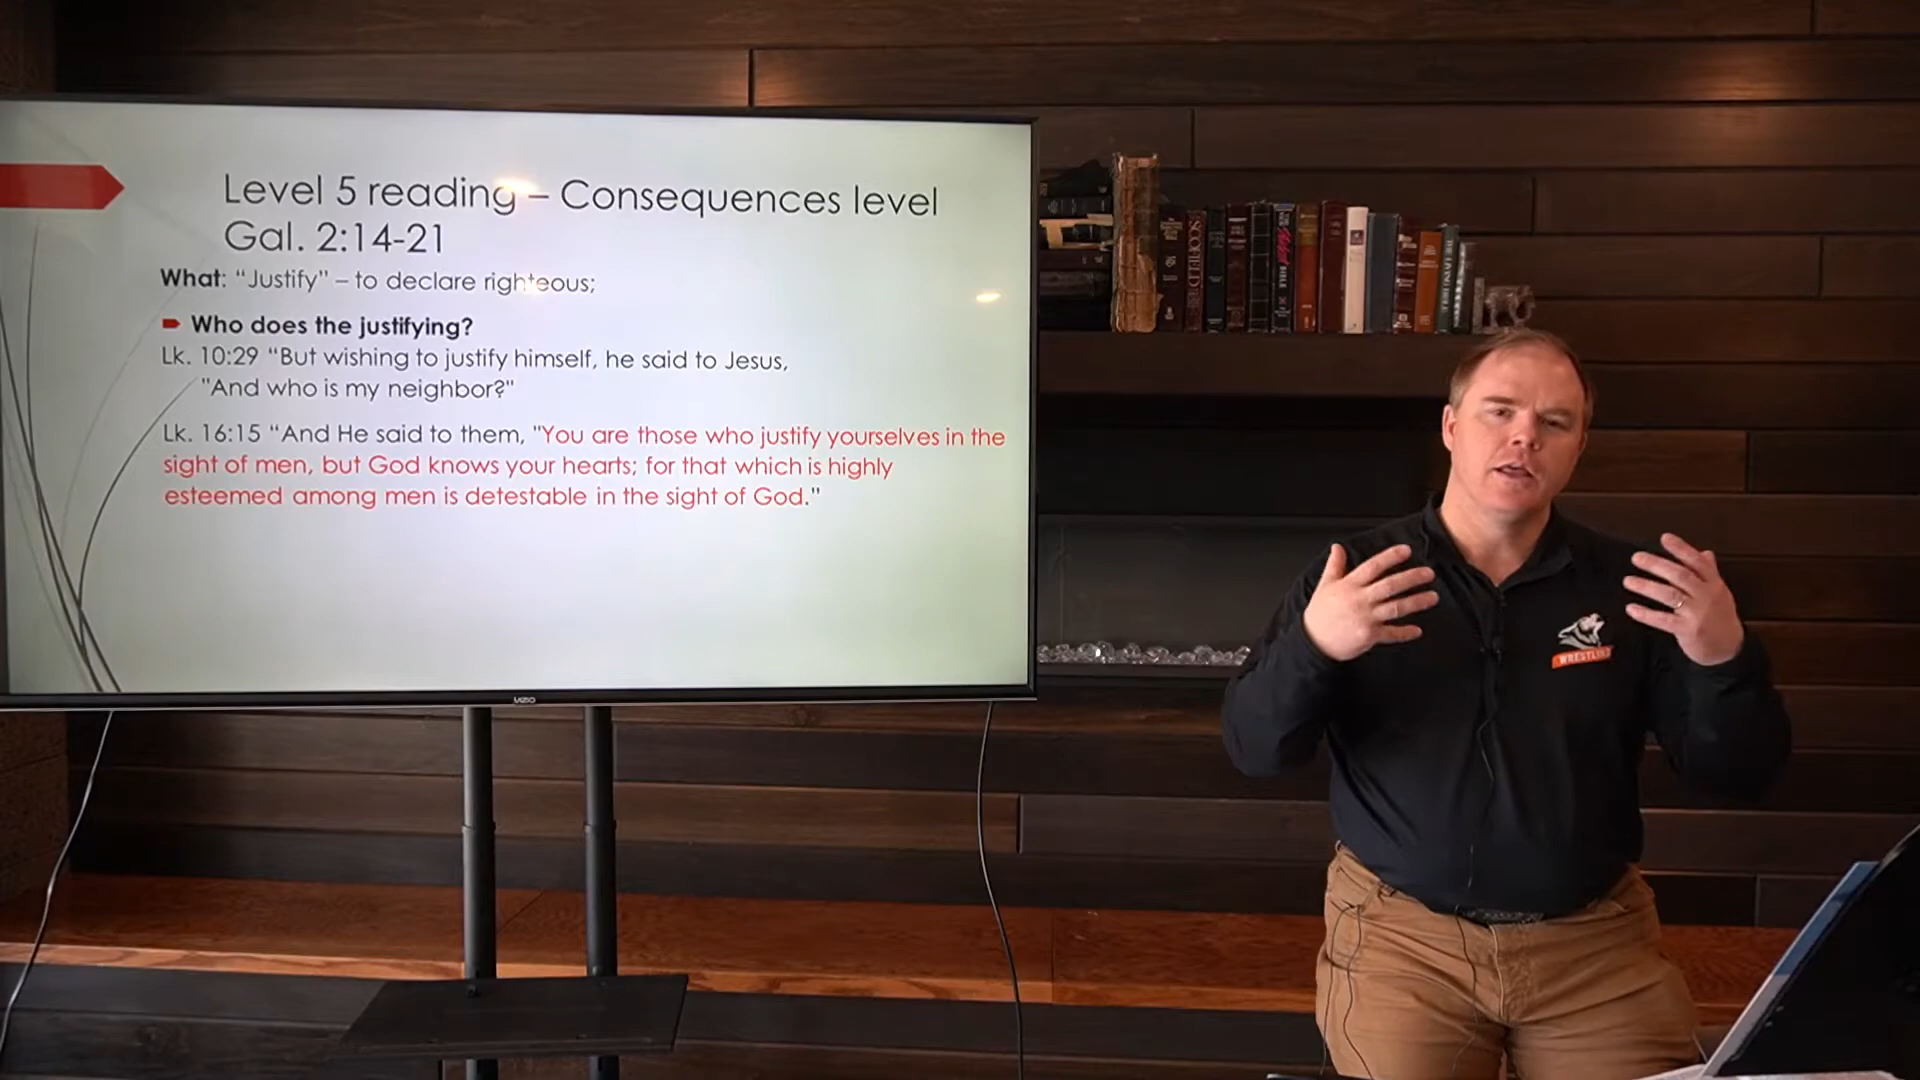 Level 5 reading – Consequences level
Gal. 2:14-21
What: “Justify” – to declare righteous;
Who does the justifying?
Lk. 10:29 “But wishing to justify himself, he said to Jesus,
"And who is my neighbor?"
Lk. 16:15 “And He said to them, "You are those who justify yourselves in the
sight of men, but God knows your hearts; for that which is highly
esteemed among men is detestable in the sight of God."
VIZIO
SCOFIELD
BIBLE
WRESTLING